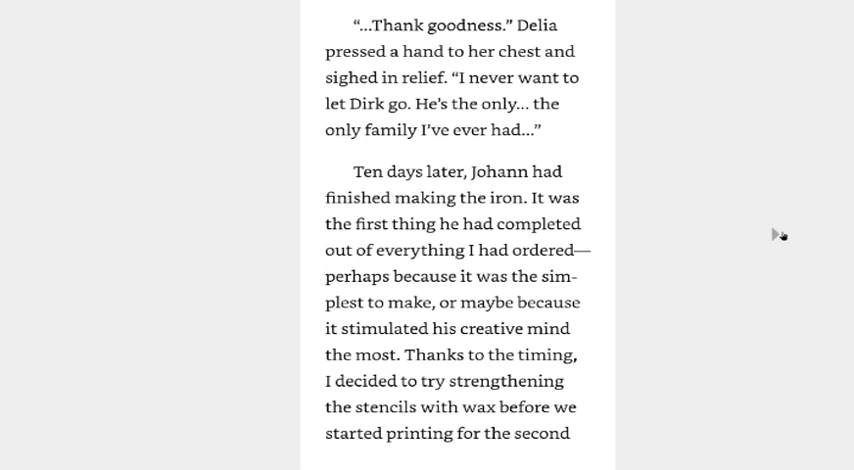 “…Thank goodness.” Delia
pressed a hand to her chest and
sighed in relief. “I never want to
let Dirk go. He’s the only… the
only family I’ve ever had…”
Ten days later, Johann had
finished making the iron. It was
the first thing he had completed
out of everything I had ordered—
perhaps because it was the sim-
plest to make, or maybe because
it stimulated his creative mind
the most. Thanks to the timing,
I decided to try strengthening
the stencils with wax before we
started printing for the second